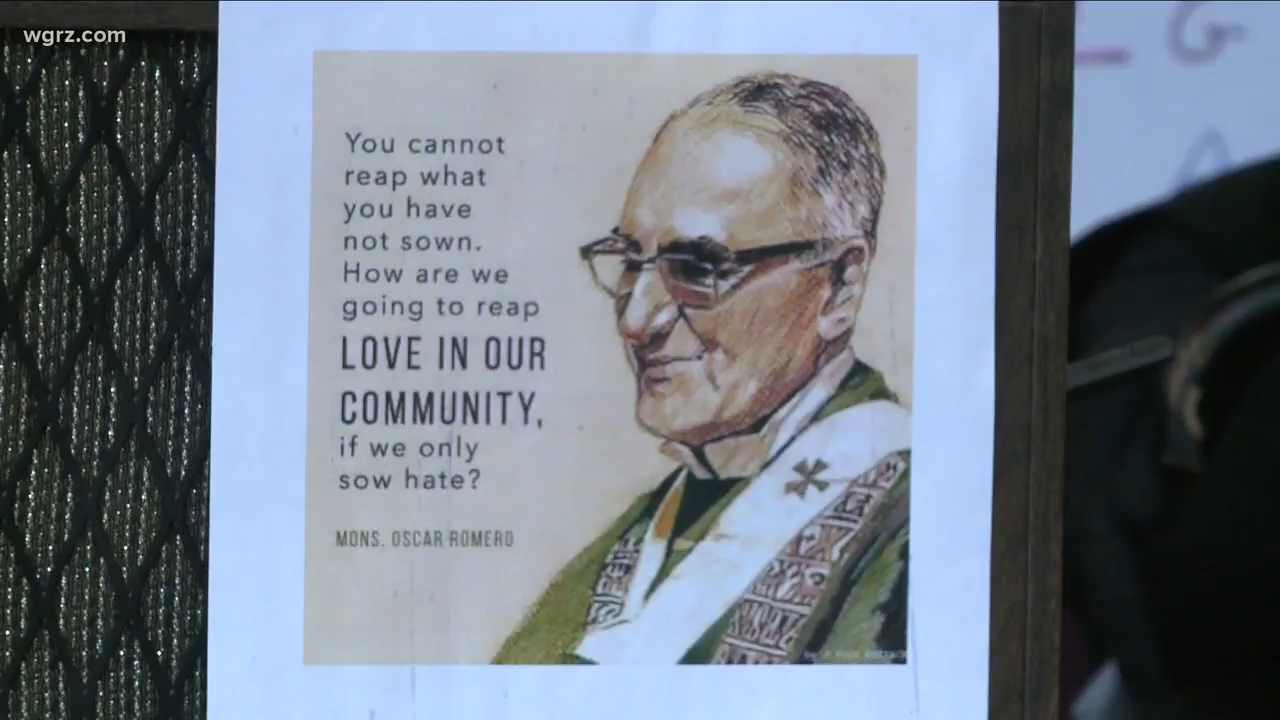 wgrz.com
You cannot
reap what
you have
not sown.
How are we
going to reap
LOVE IN OUR
COMMUNITY,
if we only
sow hate?
MONS. OSCAR ROMERO
G